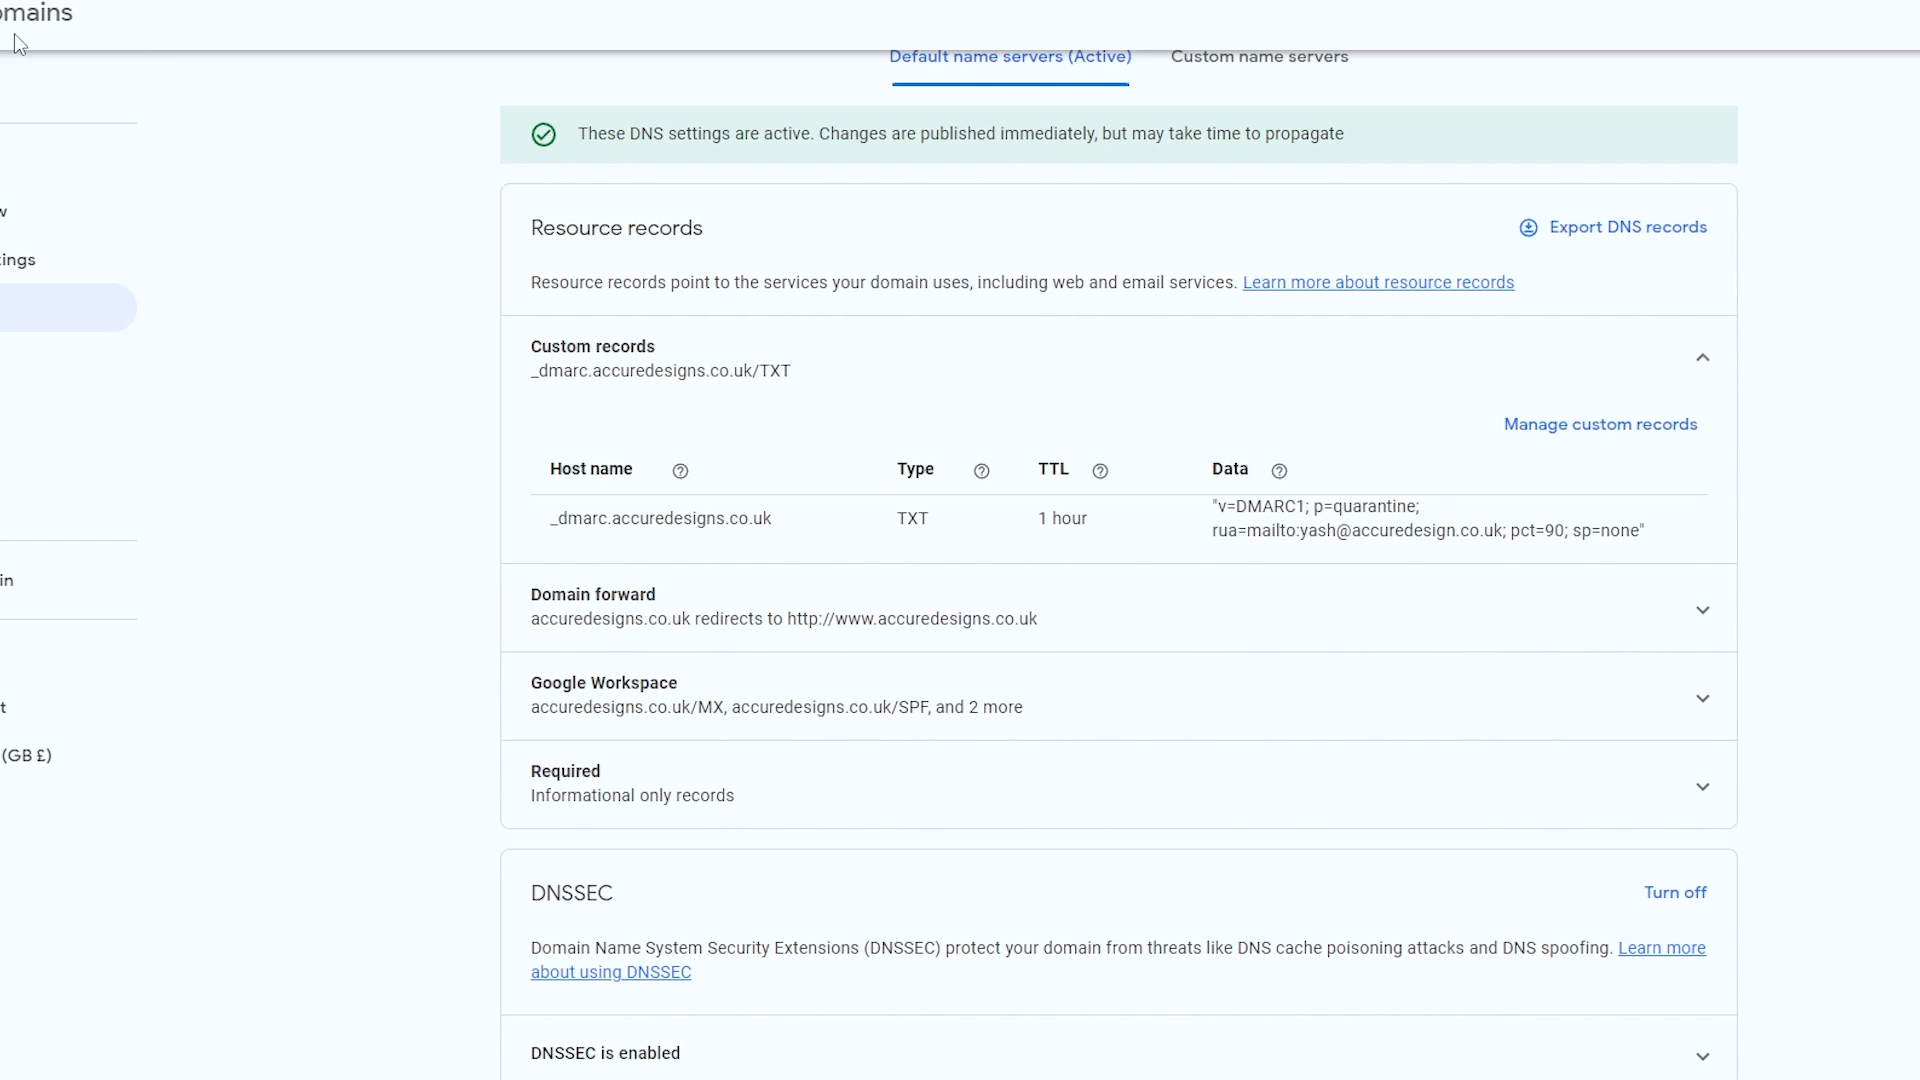 omains
Default name servers (Active)
Custom name servers
These DNS settings are active. Changes are published immediately, but may take time to propagate
w
Resource records
Export DNS records
tings
Resource records point to the services your domain uses, including web and email services. Learn more about resource records
Custom records
_dmarc.accuredesigns.co.uk/TXT
Manage custom records
Host name
Type
TTL
Data
_dmarc.accuredesigns.co.uk
TXT
1 hour
"v=DMARC1; p=quarantine;
rua=mailto:yash@accuredesign.co.uk; pct=90; sp=none"
in
Domain forward
accuredesigns.co.uk redirects to http://www.accuredesigns.co.uk
Google Workspace
accuredesigns.co.uk/MX, accuredesigns.co.uk/SPF, and 2 more
t
(GB £)
Required
Informational only records
DNSSEC
Turn off
Domain Name System Security Extensions (DNSSEC) protect your domain from threats like DNS cache poisoning attacks and DNS spoofing. Learn more
about using DNSSEC
DNSSEC is enabled